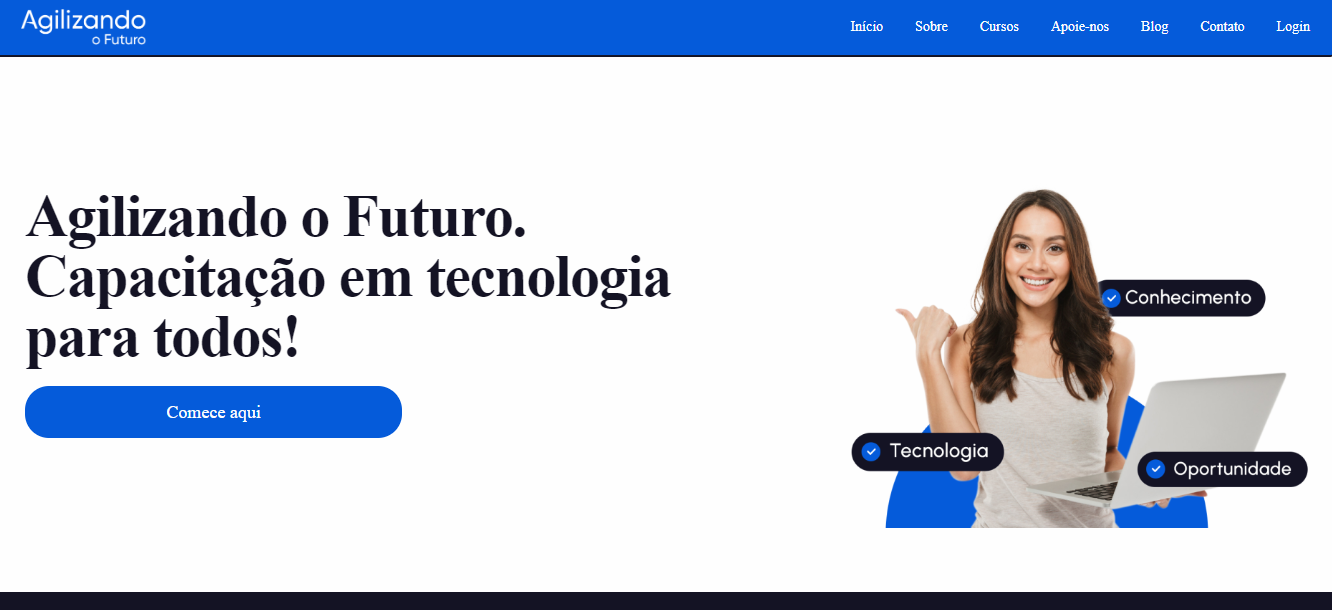 Agilizando
o Futuro
Início Sobre Cursos Apoie-nos Blog Contato Login
Agilizando o Futuro.
Capacitação em tecnologia
para todos!
Comece aqui
Conhecimento
Tecnologia
Oportunidade